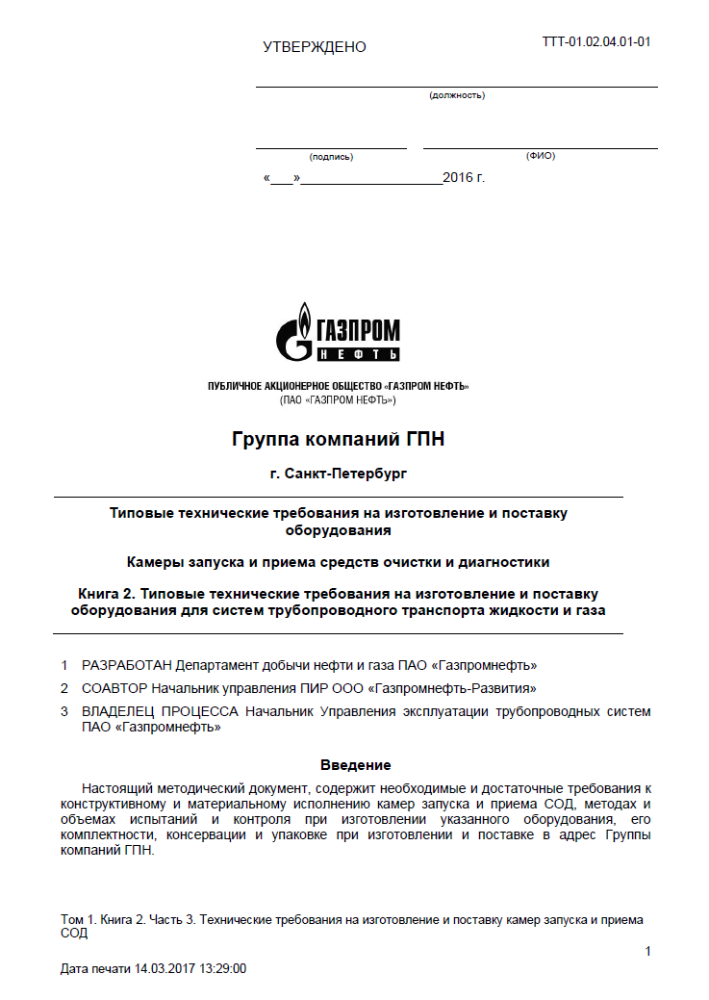 УТВЕРЖДЕНО
ТТТ-01.02.04.01-01
(должность)
(подпись)
(ФИО)
«___»___________________2016 г.
ГАЗПРОМ
НЕФТЬ
ПУБЛИЧНОЕ АКЦИОНЕРНОЕ ОБЩЕСТВО «ГАЗПРОМ НЕФТЬ»
(ПАО «ГАЗПРОМ НЕФТЬ»)
Группа компаний ГПН
г. Санкт-Петербург
Типовые технические требования на изготовление и поставку
оборудования
Камеры запуска и приема средств очистки и диагностики
Книга 2. Типовые технические требования на изготовление и поставку
оборудования для систем трубопроводного транспорта жидкости и газа
1 РАЗРАБОТАН Департамент добычи нефти и газа ПАО «Газпромнефть»
2 СОАВТОР Начальник управления ПИР ООО «Газпромнефть-Развития»
3 ВЛАДЕЛЕЦ ПРОЦЕССА Начальник Управления эксплуатации трубопроводных систем
ПАО «Газпромнефть»
Введение
Настоящий методический документ, содержит необходимые и достаточные требования к
конструктивному и материальному исполнению камер запуска и приема СОД, методах и
объемах испытаний и контроля при изготовлении указанного оборудования, его
комплектности, консервации и упаковке при изготовлении и поставке в адрес Группы
компаний ГПН.
Том 1. Книга 2. Часть 3. Технические требования на изготовление и поставку камер запуска и приема
СОД
1
Дата печати 14.03.2017 13:29:00